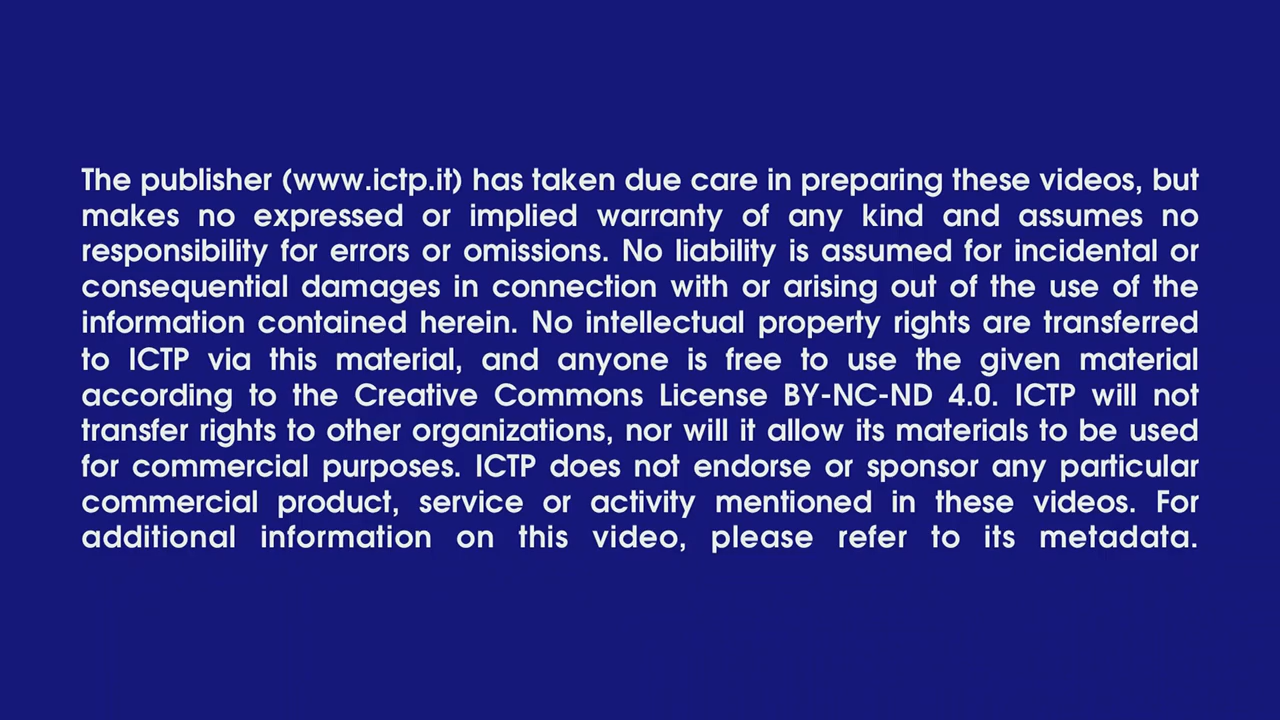 The publisher (www.ictp.it) has taken due care in preparing these videos, but
makes no expressed or implied warranty of any kind and assumes no
responsibility for errors or omissions. No liability is assumed for incidental or
consequential damages in connection with or arising out of the use of the
information contained herein. No intellectual property rights are transferred
to ICTP via this material, and anyone is free to use the given material
according to the Creative Commons License BY-NC-ND 4.0. ICTP will not
transfer rights to other organizations, nor will it allow its materials to be used
for commercial purposes. ICTP does not endorse or sponsor any particular
commercial product, service or activity mentioned in these videos. For
additional information on this video, please refer to its metadata.